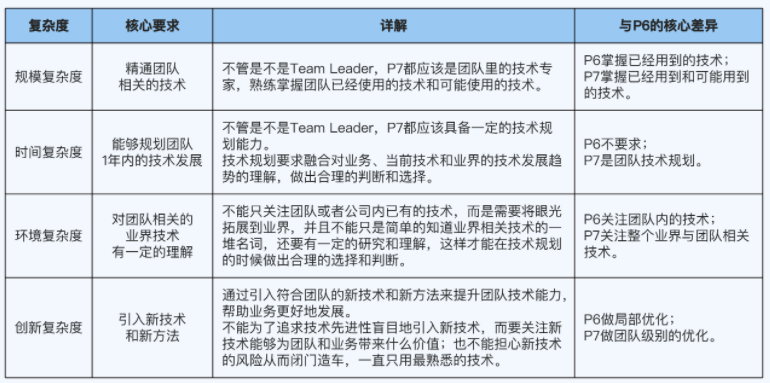 复杂度
核心要求
详解
与P6的核心差异
规模复杂度
精通团队
相关的技术
不管是不是Team Leader，P7都应该是团队里的技术专
家，熟练掌握团队已经使用的技术和可能使用的技术。
P6掌握已经用到的技术；
P7掌握已经用到和可能用到
的技术。
时间复杂度
能够规划团队
1年内的技术发展
不管是不是Team Leader，P7都应该具备一定的技术规
划能力。
技术规划要求融合对业务、当前技术和业界的技术发展趋
势的理解，做出合理的判断和选择。
P6不要求；
P7是团队技术规划。
环境复杂度
对团队相关的
业界技术
有一定的理解
不能只关注团队或者公司内已有的技术，而是需要将眼光
拓展到业界，并且不能只是简单的知道业界相关技术的一
堆名词，还要有一定的研究和理解，这样才能在技术规划
的时候做出合理的选择和判断。
P6关注团队内的技术；
P7关注整个业界与团队相关
技术。
创新复杂度
引入新技术
和新方法
通过引入符合团队的新技术和新方法来提升团队技术能力，
帮助业务更好地发展。
不能为了追求技术先进性盲目地引入新技术，而要关注新
技术能够为团队和业务带来什么价值；也不能担心新技术
的风险从而闭门造车，一直只用最熟悉的技术。
P6做局部优化；
P7做团队级别的优化。